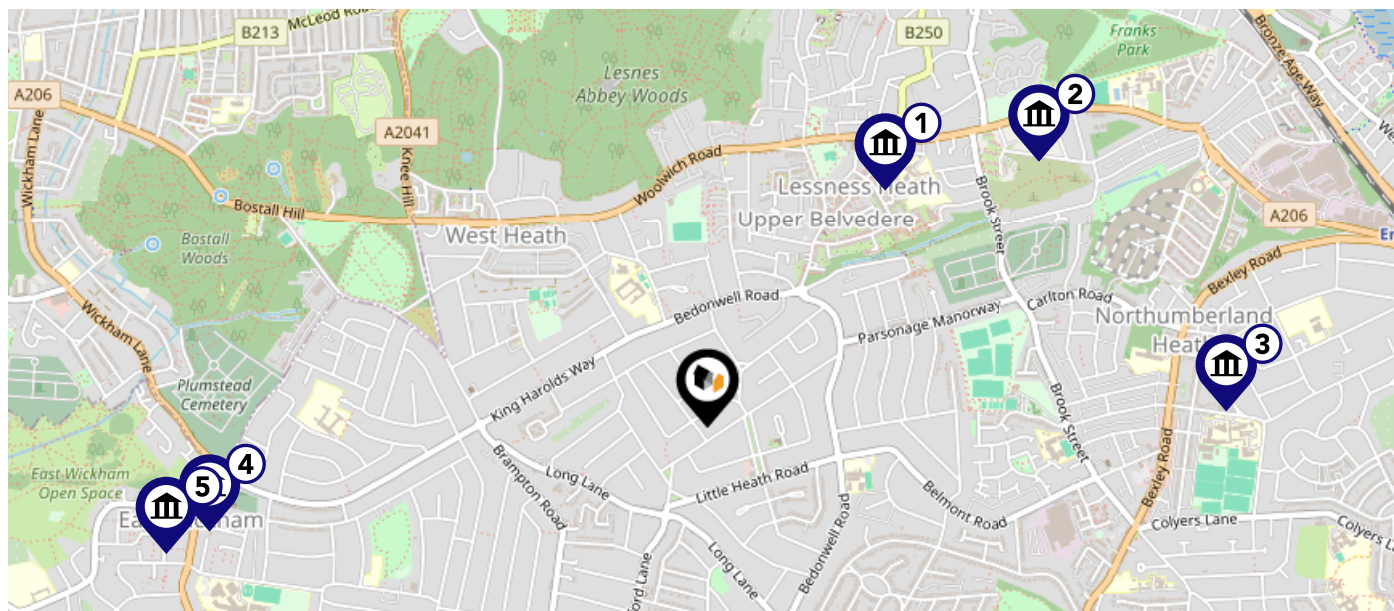 McLeod Road
B213
B250
Franks
Park
Bronze Age Way
A206
Lesnes
Abbey Woods
2
1
A2041
Wickham Lane
Knee Hill
Woolwich Road
Lessness Heath
Brook Street
Bostall Hill
Upper Belvedere
A206
West Heath
Bostall
Woods
Bexley Road
Bedonwell Road
Carlton Road
Parsonage Manorway
Northumberland
Heath
3
Wickham Lane
King Harolds Way
Plumstead
Cemetery
Brook Street
East Wickham
Open Space
4
5
Brampton Road
Long Lane
Little Heath Road
Bexley Road
Belmont Road
Bedonwell Road
Colyers Lane
Long Lane